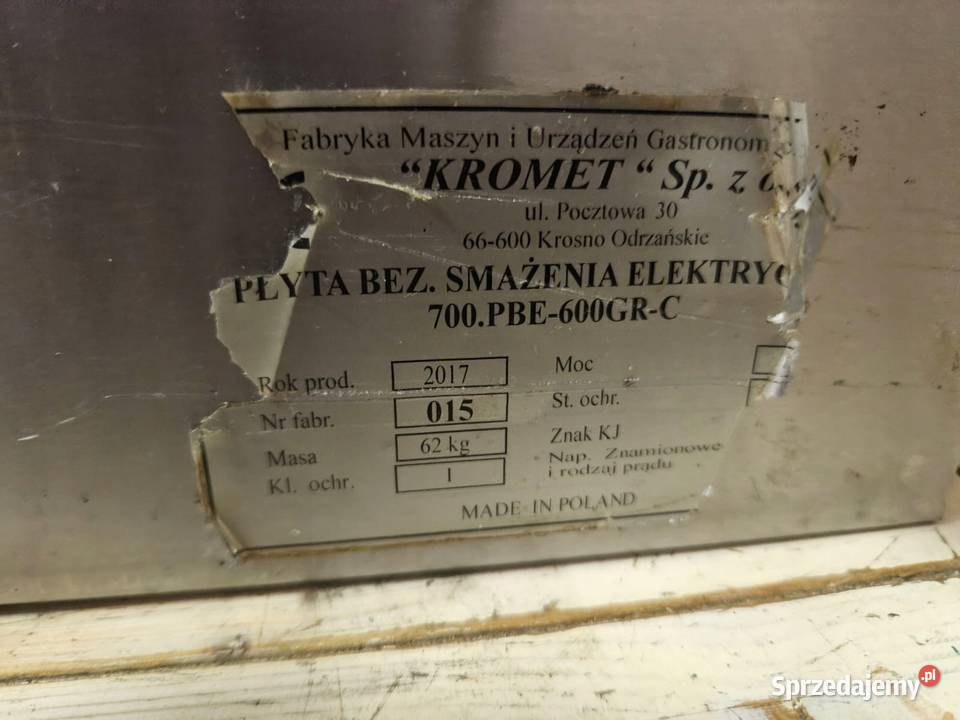 Fabryka Maszyn i Urządzeń Gastronom
“KROMET “ Sp. z o.o.
ul. Pocztowa 30
66-600 Krosno Odrzańskie
PŁYTA BEZ. SMAŻENIA ELEKTRYC
700.PBE-600GR-C
Rok prod. 2017 Moc
Nr fabr. 015 St. ochr.
Masa 62 kg Znak KJ
Kl. ochr. I Nap. Znamionowe
i rodzaj prądu
MADE IN POLAND
Sprzedajemy.pl